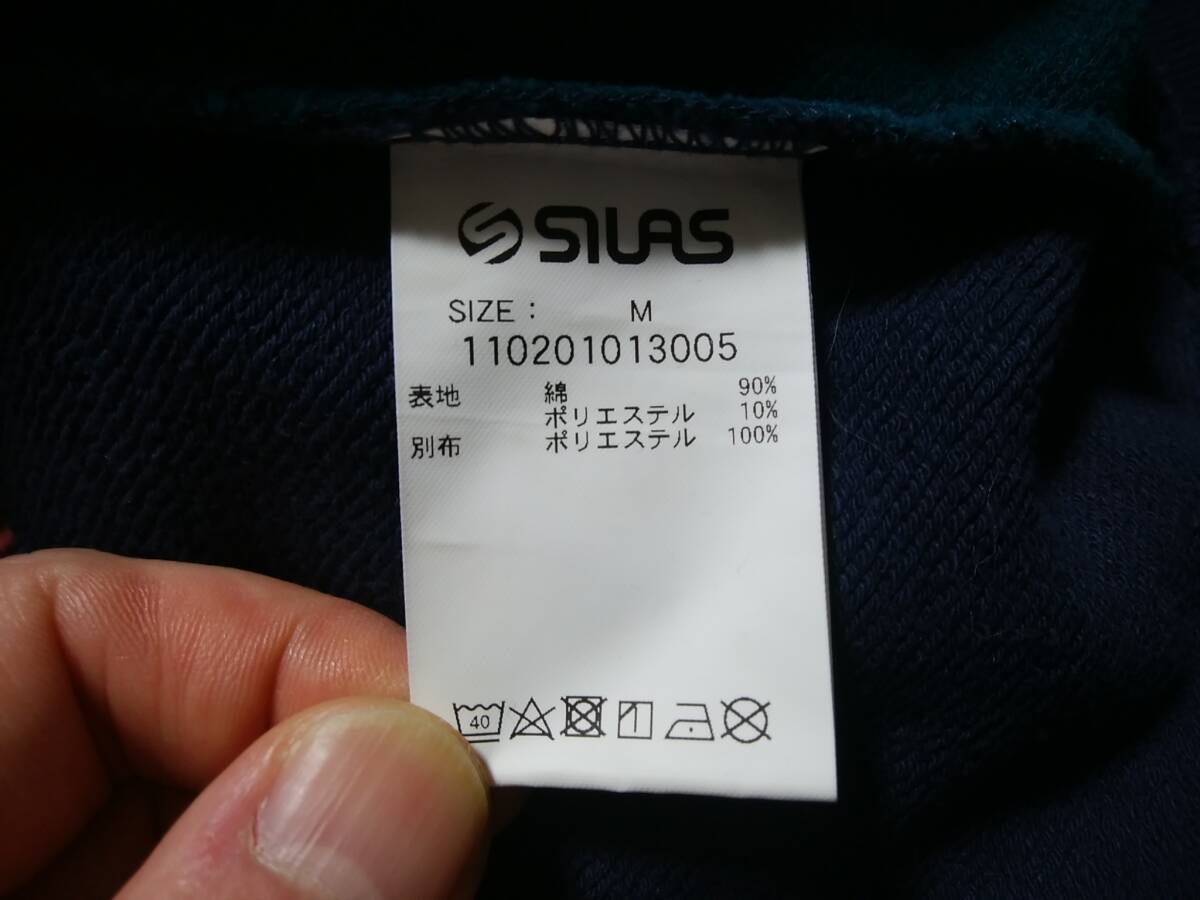 SILAS
SIZE : M
110201013005
表地 綿 90%
ポリエステル 10%
別布 ポリエステル 100%
40